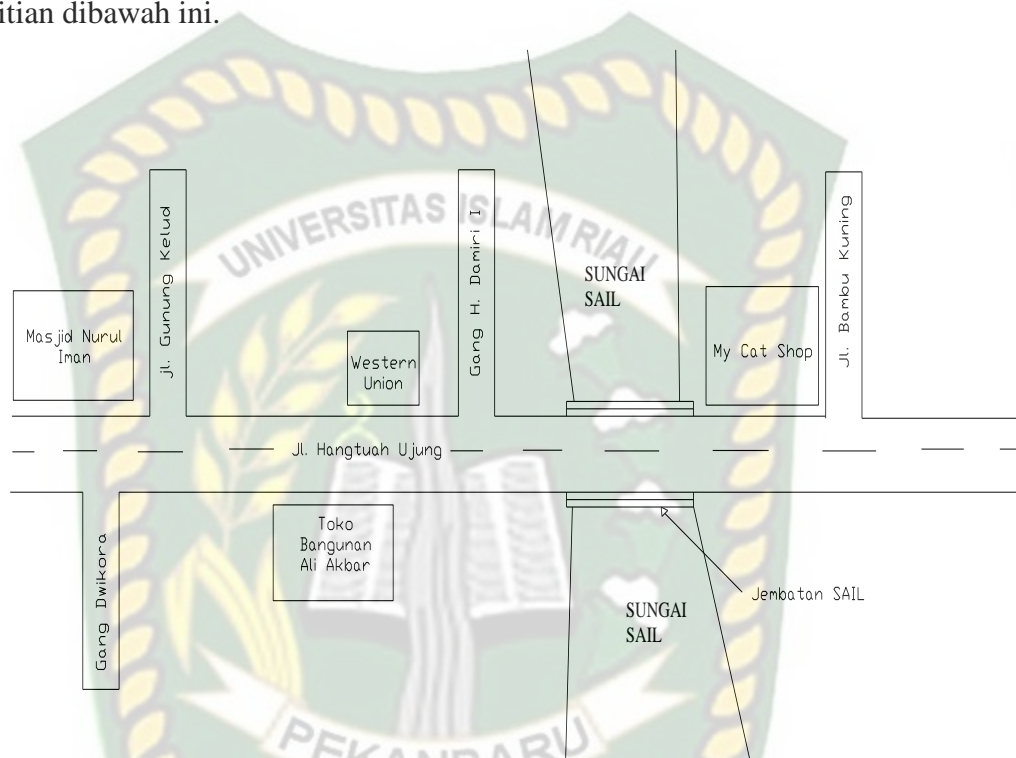 itian dibawah ini.
UNIVERSITAS ISLAM RIAU
SUNGAI
SAIL
Masjid Nurul
Iman
jl. Gunung Kelud
Western
Union
Gang H. Damiri I
My Cat Shop
Jl. Bambu Kuning
Jl. Hangtuah Ujung
Gang Dwikora
Toko
Bangunan
Ali Akbar
Jembatan SAIL
SUNGAI
SAIL
PEKANBARU